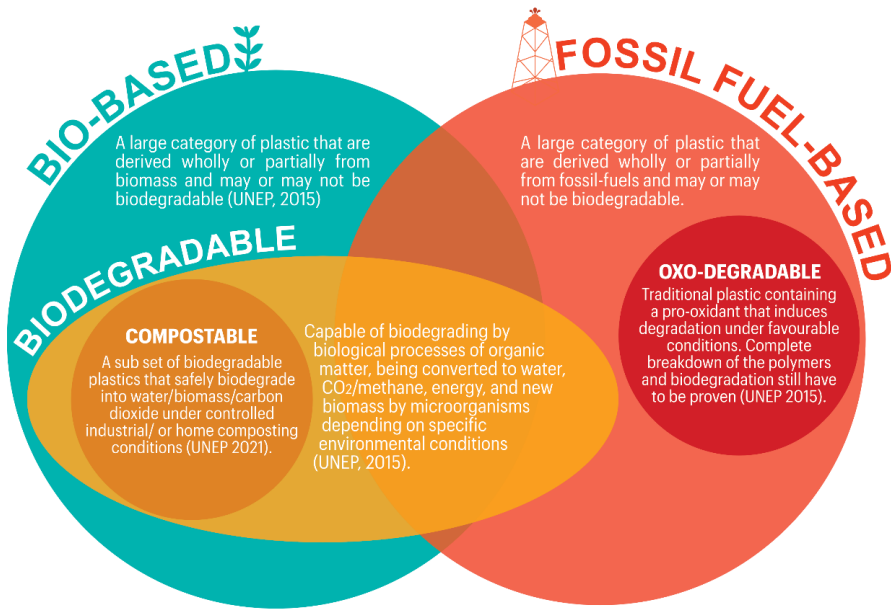 BIO-BASED
A large category of plastic that are
derived wholly or partially from
biomass and may or may not be
biodegradable (UNEP, 2015)
FOSSIL FUEL-BASED
A large category of plastic that
are derived wholly or partially
from fossil-fuels and may or may
not be biodegradable.
BIODEGRADABLE
COMPOSTABLE
A sub set of biodegradable
plastics that safely biodegrade
into water/biomass/carbon
dioxide under controlled
industrial/ or home composting
conditions (UNEP 2021).
Capable of biodegrading by
biological processes of organic
matter, being converted to water,
CO2/methane, energy, and new
biomass by microorganisms
depending on specific
environmental conditions
(UNEP, 2015).
OXO-DEGRADABLE
Traditional plastic containing
a pro-oxidant that induces
degradation under favourable
conditions. Complete
breakdown of the polymers
and biodegradation still have
to be proven (UNEP 2015).